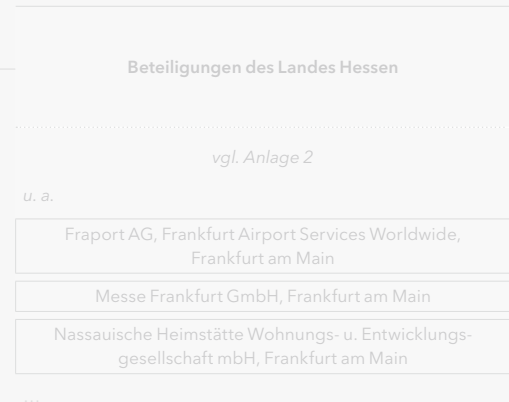 Beteiligungen des Landes Hessen
vgl. Anlage 2
u. a.
Fraport AG, Frankfurt Airport Services Worldwide,
Frankfurt am Main
Messe Frankfurt GmbH, Frankfurt am Main
Nassauische Heimstätte Wohnungs- u. Entwicklungs-
gesellschaft mbH, Frankfurt am Main
...